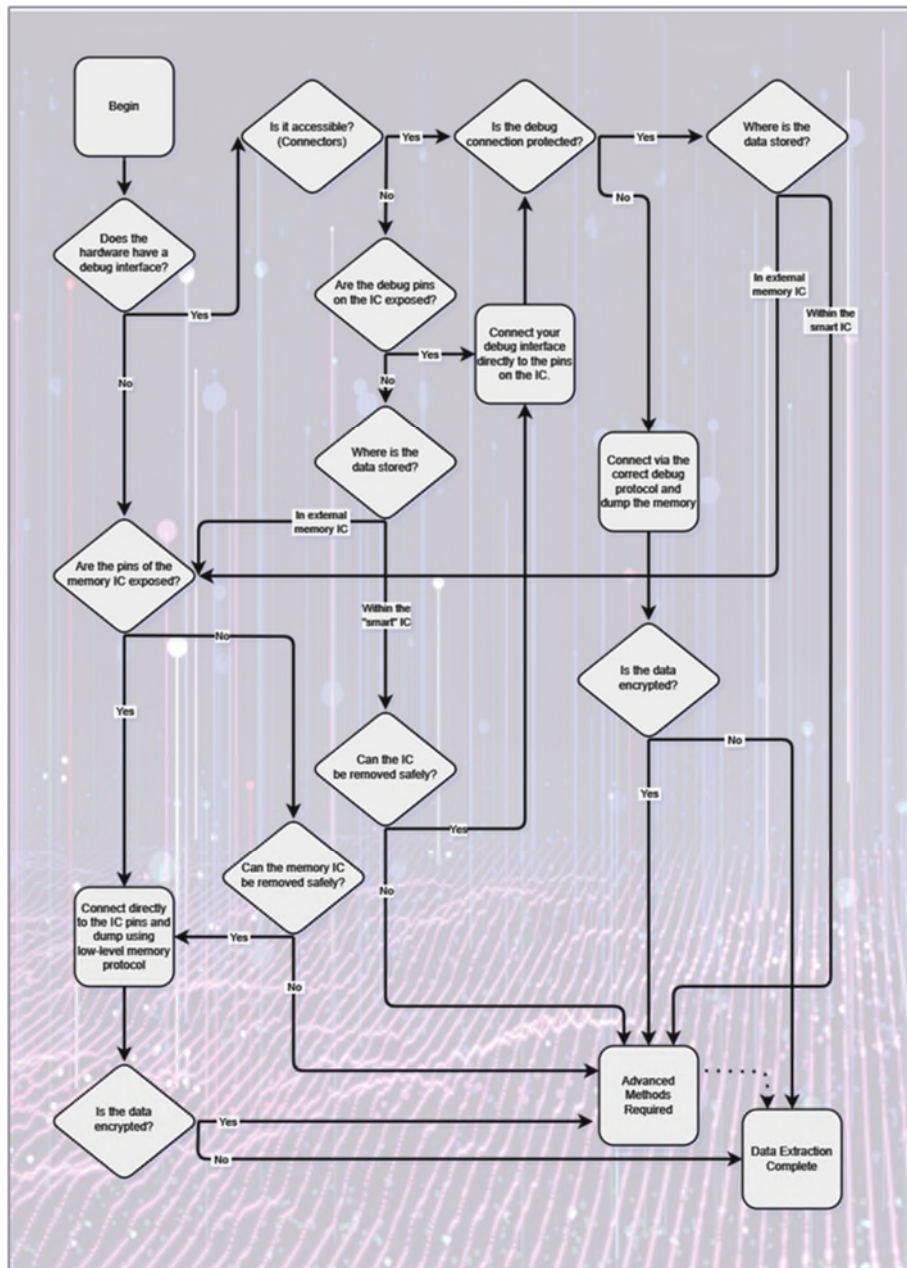 Begin
Is it accessible?
(Connectors)
Yes
Is the debug
connection protected?
Yes
Where is the
data stored?
No
No
Does the
hardware have a
debug interface?
Are the debug pins
on the IC exposed?
In external
memory IC
Within the
smart IC
Yes
Connect your
debug interface
directly to the pins
on the IC.
Yes
No
No
Where is the
data stored?
Connect via the
correct debug
protocol and
dump the memory
In external
memory IC
Are the pins of the
memory IC exposed?
Within the
"smart" IC
No
Is the data
encrypted?
Yes
No
Can the IC
be removed safely?
Yes
Yes
Can the memory IC
be removed safely?
No
Connect directly
to the IC pins and
dump using
low-level memory
protocol
Yes
No
Advanced
Methods
Required
Is the data
encrypted?
Yes
No
Data Extraction
Complete